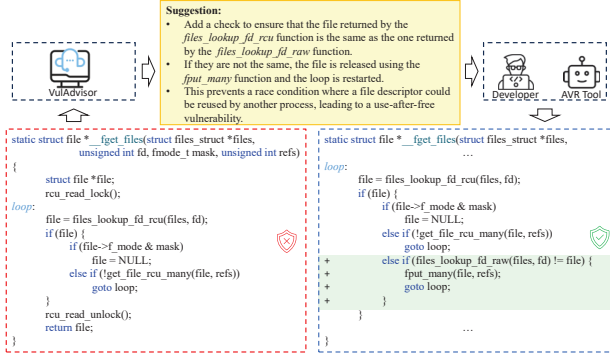 Suggestion:
• Add a check to ensure that the file returned by the
files_lookup_fd_rcu function is the same as the one returned
by the files_lookup_fd_raw function.
• If they are not the same, the file is released using the
fput_many function and the loop is restarted.
• This prevents a race condition where a file descriptor could
be reused by another process, leading to a use-after-free
vulnerability.
VulAdvisor
Developer
AVR Tool
static struct file *__fget_files(struct files_struct *files,
unsigned int fd, fmode_t mask, unsigned int refs)
{
struct file *file;
rcu_read_lock();
loop:
file = files_lookup_fd_rcu(files, fd);
if (file) {
if (file->f_mode & mask)
file = NULL;
else if (!get_file_rcu_many(file, refs))
goto loop;
}
rcu_read_unlock();
return file;
}
static struct file *__fget_files(struct files_struct *files,
...
{
loop:
file = files_lookup_fd_rcu(files, fd);
if (file) {
if (file->f_mode & mask)
file = NULL;
else if (!get_file_rcu_many(file, refs))
goto loop;
+ else if (files_lookup_fd_raw(files, fd) != file) {
+ fput_many(file, refs);
+ goto loop;
+ }
}
...
}